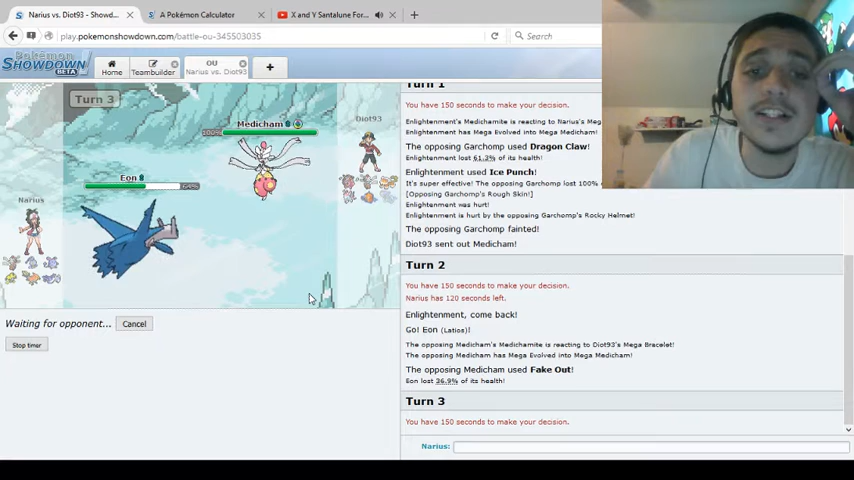 Narius vs. Diot93 - Showd...
A Pokémon Calculator
X and Y Santalune For...
play.pokemonshowdown.com/battle-ou-345503035
Search
Pokémon
SHOWDOWN
BETA
Home
Teambuilder
OU
Narius vs. Diot93
Turn 3
Medicham
100%
Diot93
Eon
64%
Narius
Waiting for opponent...
Cancel
Stop timer
Turn 1
You have 150 seconds to make your decision.
Enlightenment's Medichamite is reacting to Narius's Meg
Enlightenment has Mega Evolved into Mega Medicham!
The opposing Garchomp used Dragon Claw!
Enlightenment lost 61.3% of its health!
Enlightenment used Ice Punch!
It's super effective! The opposing Garchomp lost 100%
[Opposing Garchomp's Rough Skin!]
Enlightenment was hurt!
Enlightenment is hurt by the opposing Garchomp's Rocky Helmet!
The opposing Garchomp fainted!
Diot93 sent out Medicham!
Turn 2
You have 150 seconds to make your decision.
Narius has 120 seconds left.
Enlightenment, come back!
Go! Eon (Latios)!
The opposing Medicham's Medichamite is reacting to Diot93's Mega Bracelet!
The opposing Medicham has Mega Evolved into Mega Medicham!
The opposing Medicham used Fake Out!
Eon lost 36.9% of its health!
Turn 3
You have 150 seconds to make your decision.
Narius: